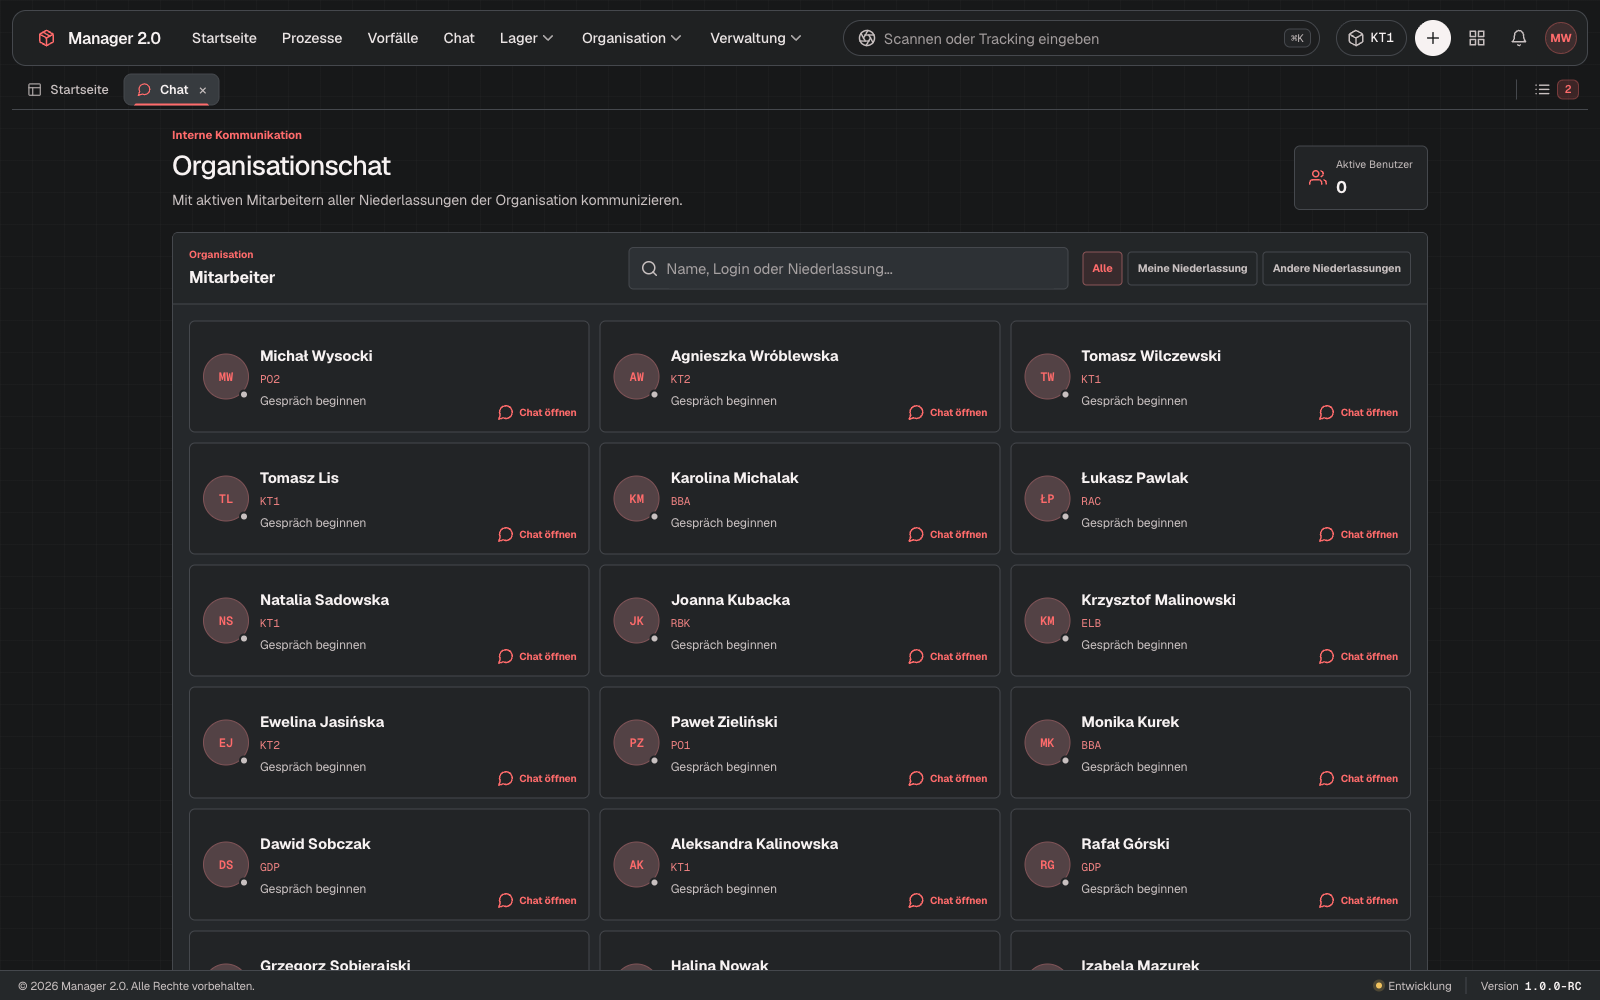 Manager 2.0
Startseite
Prozesse
Vorfälle
Chat
Lager
Organisation
Verwaltung
Scannen oder Tracking eingeben
⌘K
KT1
MW
Startseite
Chat
2
Interne Kommunikation
Organisationschat
Mit aktiven Mitarbeitern aller Niederlassungen der Organisation kommunizieren.
Aktive Benutzer
0
Organisation
Mitarbeiter
Name, Login oder Niederlassung...
Alle
Meine Niederlassung
Andere Niederlassungen
MW
Michał Wysocki
PO2
Gespräch beginnen
Chat öffnen
AW
Agnieszka Wróblewska
KT2
Gespräch beginnen
Chat öffnen
TW
Tomasz Wilczewski
KT1
Gespräch beginnen
Chat öffnen
TL
Tomasz Lis
KT1
Gespräch beginnen
Chat öffnen
KM
Karolina Michalak
BBA
Gespräch beginnen
Chat öffnen
ŁP
Łukasz Pawlak
RAC
Gespräch beginnen
Chat öffnen
NS
Natalia Sadowska
KT1
Gespräch beginnen
Chat öffnen
JK
Joanna Kubacka
RBK
Gespräch beginnen
Chat öffnen
KM
Krzysztof Malinowski
ELB
Gespräch beginnen
Chat öffnen
EJ
Ewelina Jasińska
KT2
Gespräch beginnen
Chat öffnen
PZ
Paweł Zieliński
PO1
Gespräch beginnen
Chat öffnen
MK
Monika Kurek
BBA
Gespräch beginnen
Chat öffnen
DS
Dawid Sobczak
GDP
Gespräch beginnen
Chat öffnen
AK
Aleksandra Kalinowska
KT1
Gespräch beginnen
Chat öffnen
RG
Rafał Górski
GDP
Gespräch beginnen
Chat öffnen
Grzegorz Sobierajski
Halina Nowak
Izabela Mazurek
© 2026 Manager 2.0. Alle Rechte vorbehalten.
Entwicklung
Version 1.0.0-RC